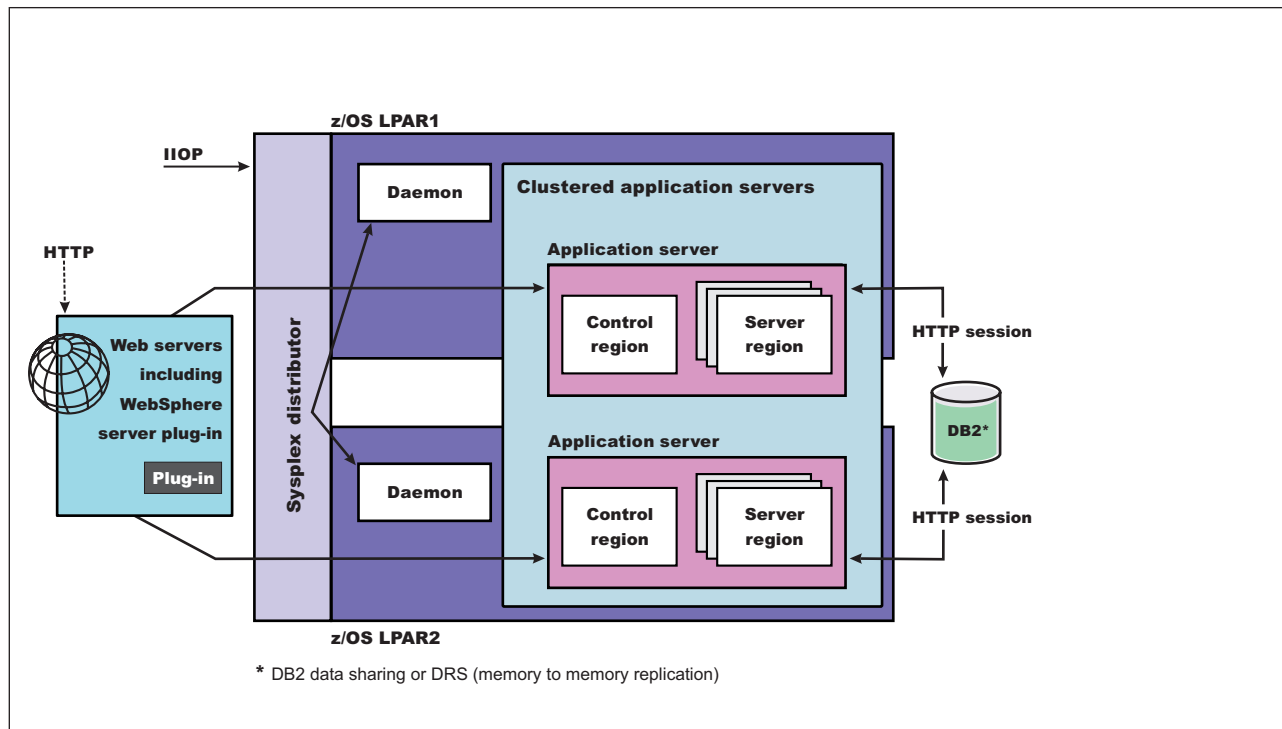 z/OS LPAR1
IIOP
Daemon
Clustered application servers
HTTP
Application server
Control
region
Server
region
HTTP session
Web servers
including
WebSphere
server plug-in
Plug-in
Sysplex distributor
DB2*
Application server
Daemon
Control
region
Server
region
HTTP session
z/OS LPAR2
* DB2 data sharing or DRS (memory to memory replication)